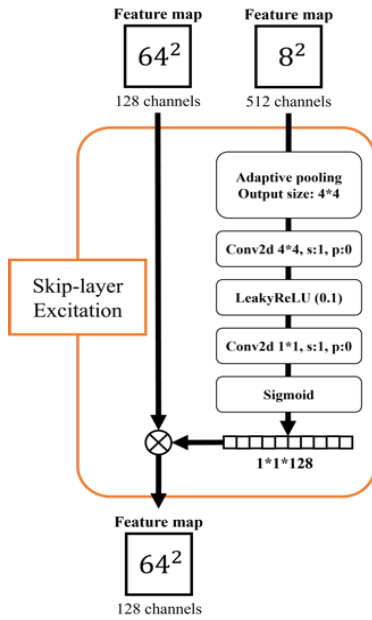 Feature map
64²
128 channels
Feature map
8²
512 channels
Adaptive pooling
Output size: 4*4
Conv2d 4*4, s:1, p:0
LeakyReLU (0.1)
Conv2d 1*1, s:1, p:0
Sigmoid
1*1*128
Skip-layer
Excitation
Feature map
64²
128 channels